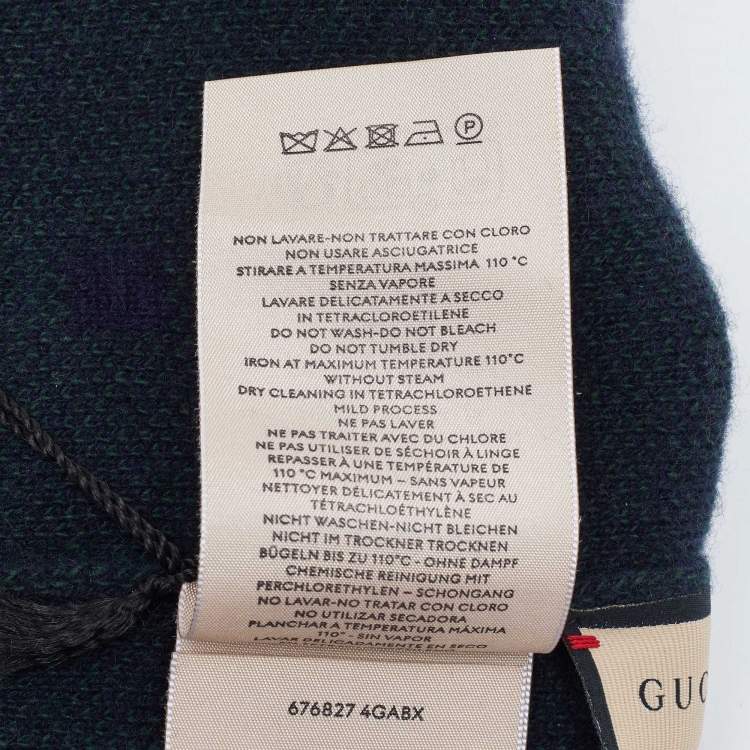 P
NON LAVARE-NON TRATTARE CON CLORO
NON USARE ASCIUGATRICE
STIRARE A TEMPERATURA MASSIMA 110 °C
SENZA VAPORE
LAVARE DELICATAMENTE A SECCO
IN TETRACLOROETILENE
DO NOT WASH-DO NOT BLEACH
DO NOT TUMBLE DRY
IRON AT MAXIMUM TEMPERATURE 110°C
WITHOUT STEAM
DRY CLEANING IN TETRACHLOROETHENE
MILD PROCESS
NE PAS LAVER
NE PAS TRAITER AVEC DU CHLORE
NE PAS UTILISER DE SÉCHOIR À LINGE
REPASSER À UNE TEMPÉRATURE DE
110 °C MAXIMUM – SANS VAPEUR
NETTOYER DÉLICATEMENT À SEC AU
TÉTRACHLOÉTHYLÈNE
NICHT WASCHEN-NICHT BLEICHEN
NICHT IM TROCKNER TROCKNEN
BÜGELN BIS ZU 110°C - OHNE DAMPF
CHEMISCHE REINIGUNG MIT
PERCHLORETHYLEN – SCHONGANG
NO LAVAR-NO TRATAR CON CLORO
NO UTILIZAR SECADORA
PLANCHAR A TEMPERATURA MÁXIMA
110° - SIN VAPOR
LAVAR DELICADAMENTE EN SECO
676827 4GABX
GUC